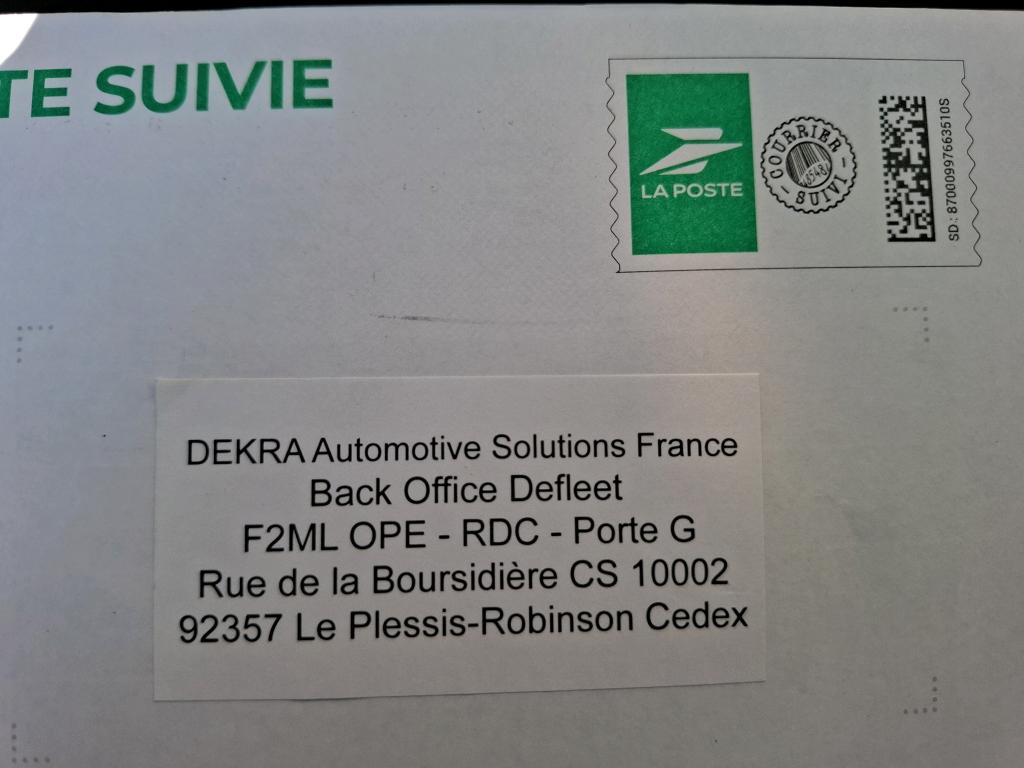 TE SUIVIE
LA POSTE
COURRIER
SUIVI
SD : 870009976635105
DEKRA Automotive Solutions France
Back Office Defleet
F2ML OPE - RDC - Porte G
Rue de la Boursidière CS 10002
92357 Le Plessis-Robinson Cedex